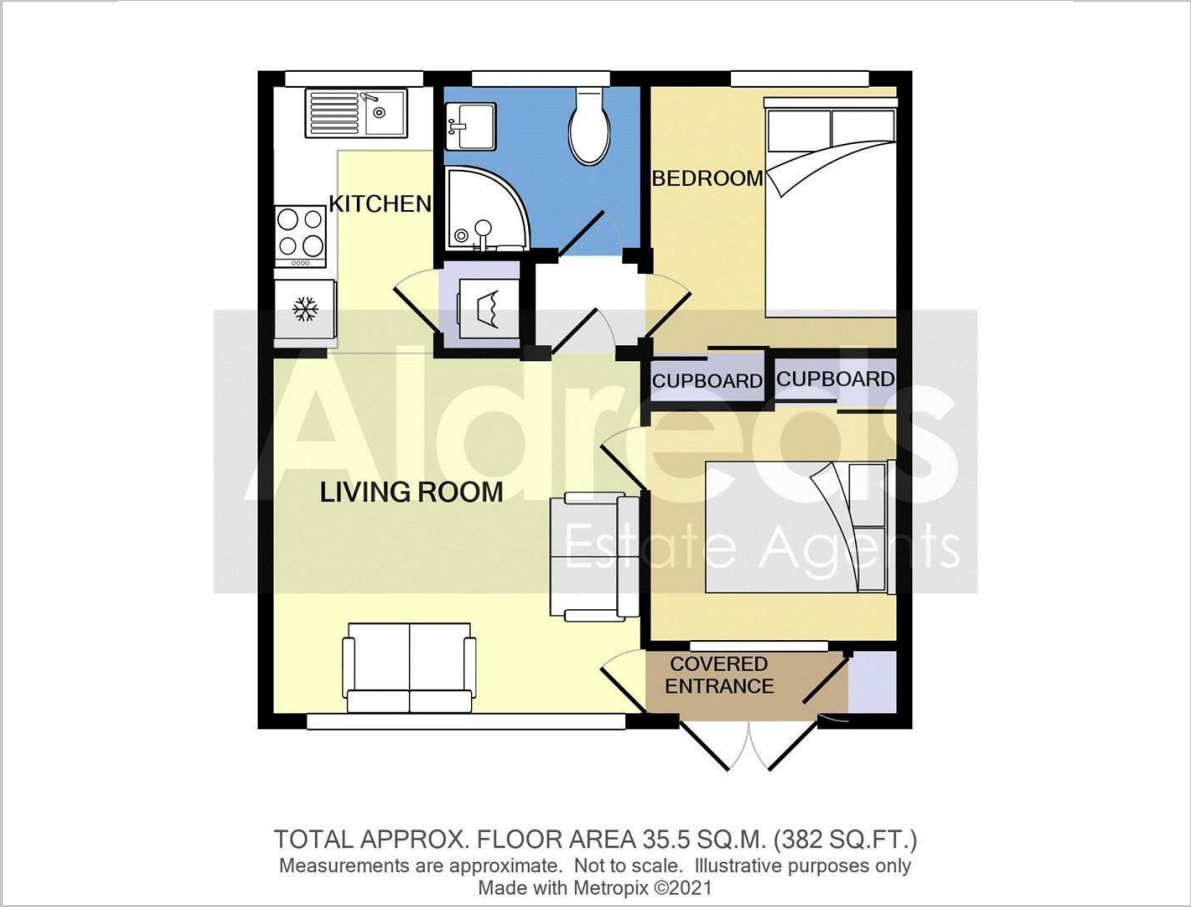 KITCHEN
BEDROOM
CUPBOARD
CUPBOARD
LIVING ROOM
Aldreds
Estate Agents
COVERED
ENTRANCE
TOTAL APPROX. FLOOR AREA 35.5 SQ.M. (382 SQ.FT.)
Measurements are approximate. Not to scale. Illustrative purposes only
Made with Metropix ©2021